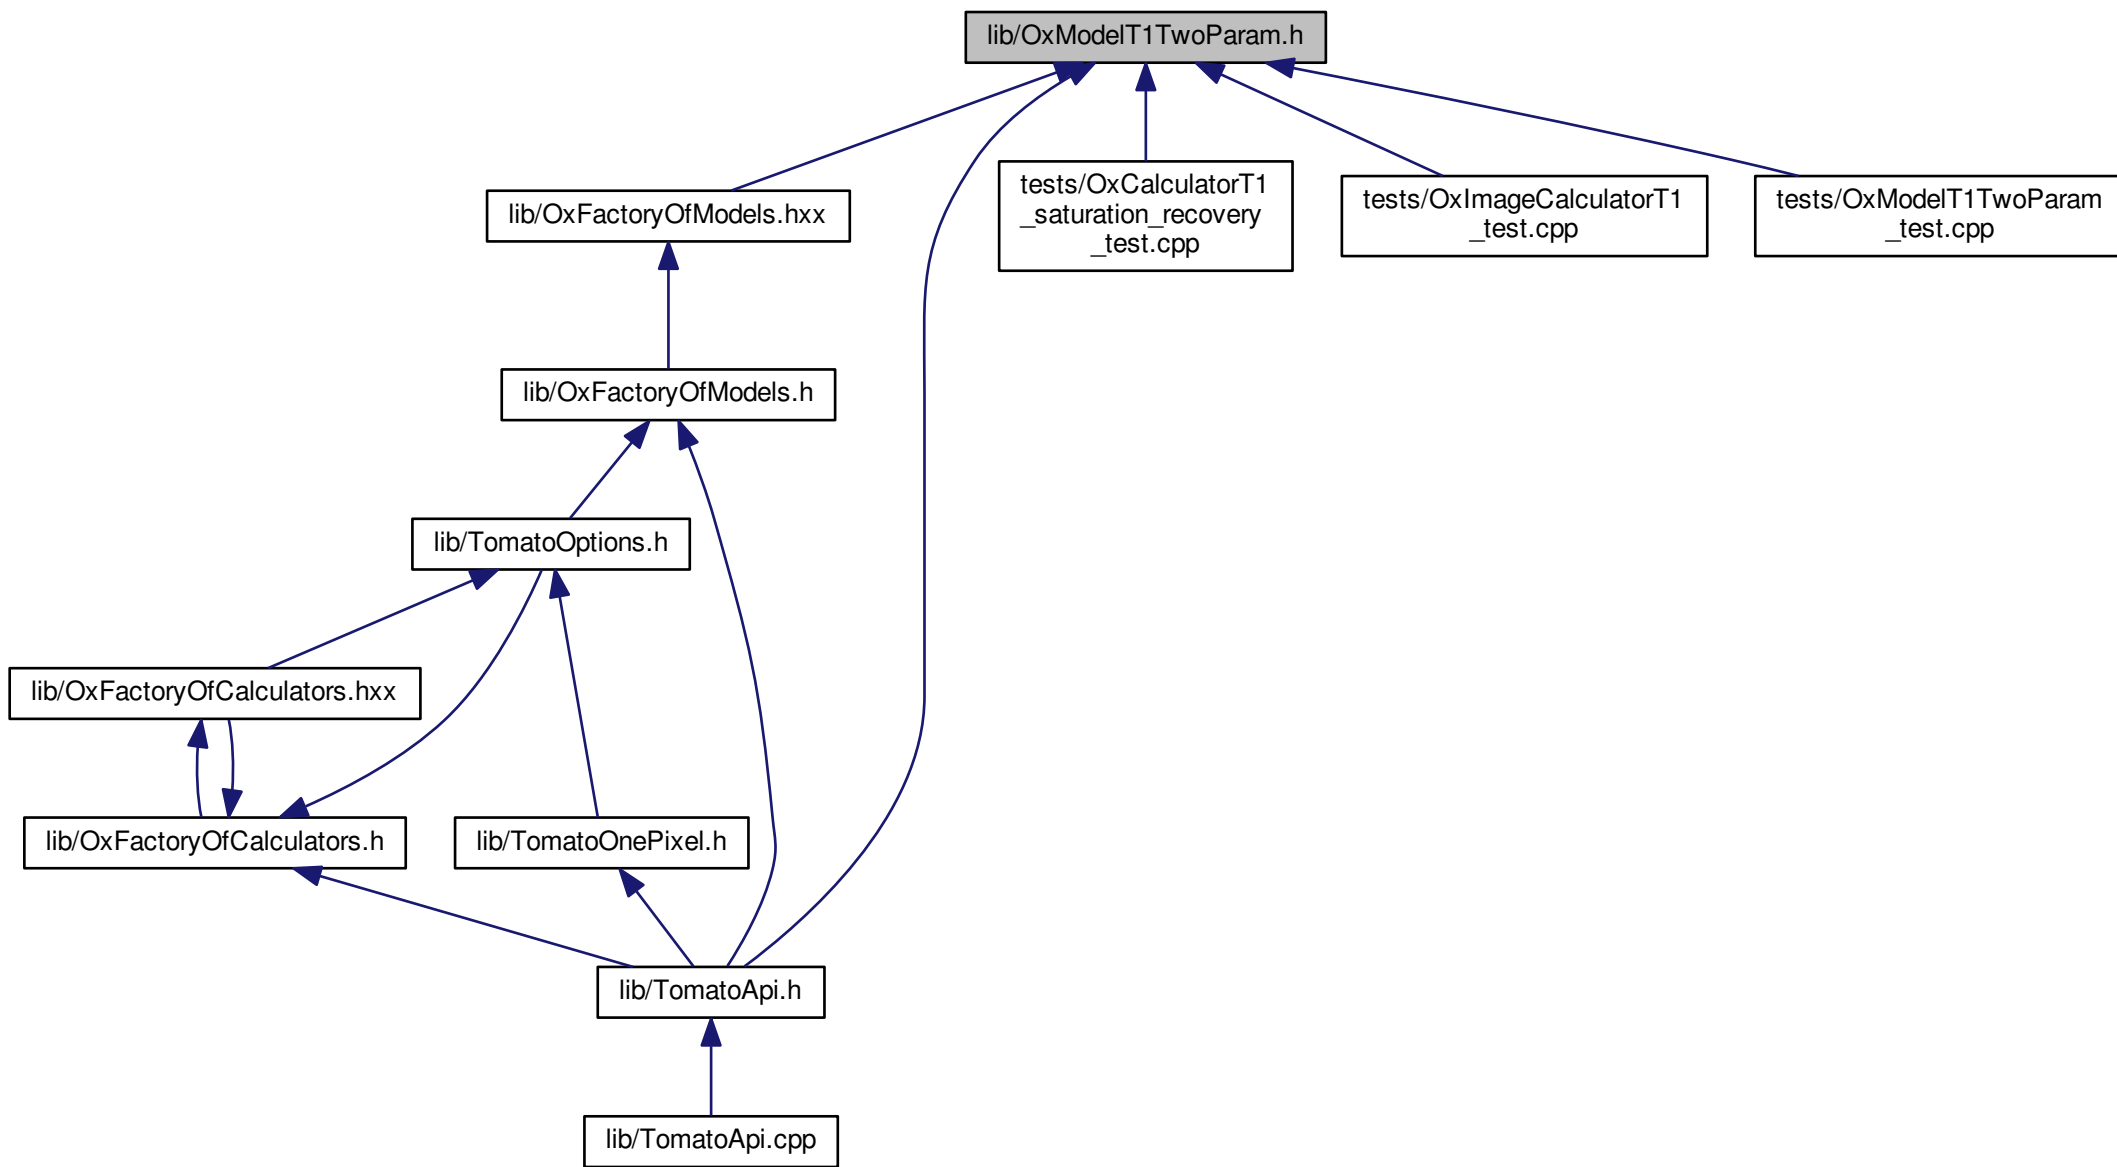 lib/OxModelT1TwoParam.h
lib/OxFactoryOfModels.hxx
tests/OxCalculatorT1
_saturation_recovery
_test.cpp
tests/OxImageCalculatorT1
_test.cpp
tests/OxModelT1TwoParam
_test.cpp
lib/OxFactoryOfModels.h
lib/TomatoOptions.h
lib/OxFactoryOfCalculators.hxx
lib/OxFactoryOfCalculators.h
lib/TomatoOnePixel.h
lib/TomatoApi.h
lib/TomatoApi.cpp